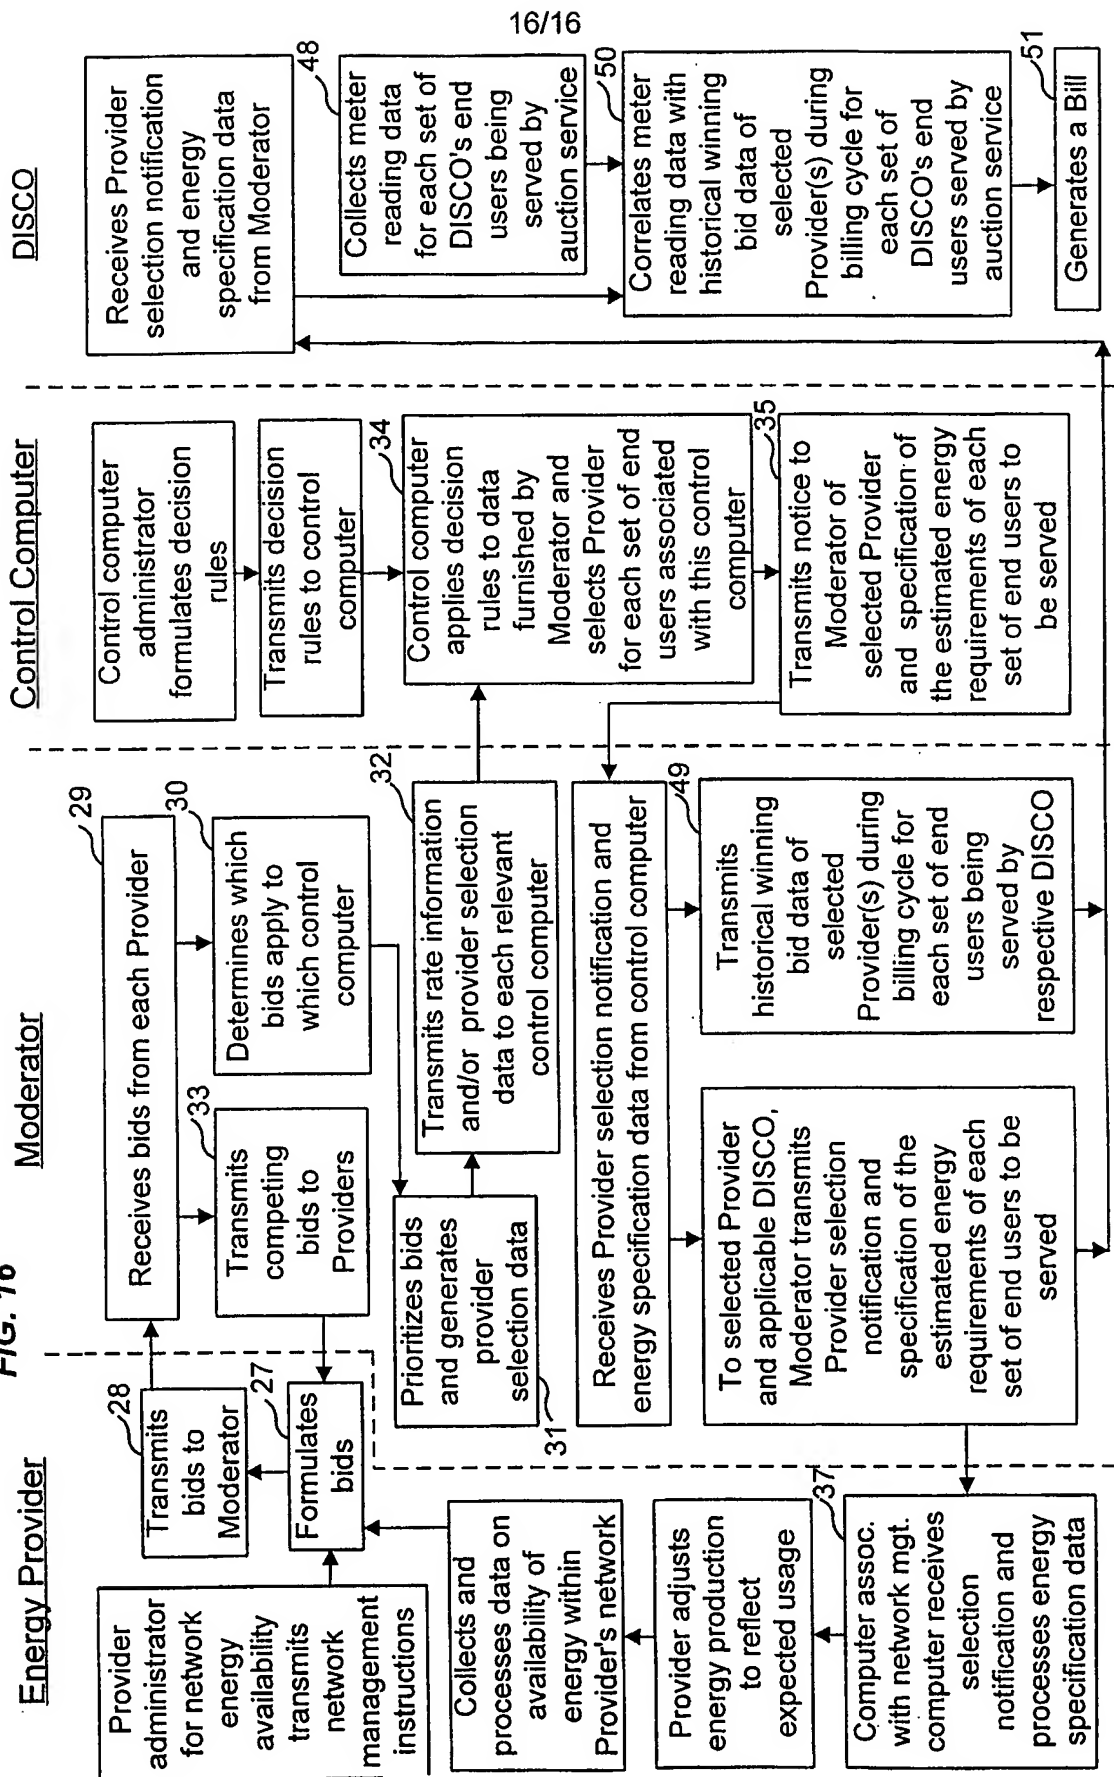 16/16
FIG. 16
Energy Provider
Provider
administrator
for network
energy
availability
transmits
network
management
instructions
28
Transmits
bids to
Moderator
27
Formulates
bids
Collects and
processes data on
availability of
energy within
Provider's network
Provider adjusts
energy production
to reflect
expected usage
37
Computer assoc.
with network mgt.
computer receives
selection
notification and
processes energy
specification data
Moderator
29
Receives bids from each Provider
33
Transmits
competing
bids to
Providers
30
Determines which
bids apply to
which control
computer
Prioritizes bids
and generates
provider
selection data
31
32
Transmits rate information
and/or provider selection
data to each relevant
control computer
Receives Provider selection notification and
energy specification data from control computer
To selected Provider
and applicable DISCO,
Moderator transmits
Provider selection
notification and
specification of the
estimated energy
requirements of each
set of end users to be
served
49
Transmits
historical winning
bid data of
selected
Provider(s) during
billing cycle for
each set of end
users being
served by
respective DISCO
Control Computer
Control computer
administrator
formulates decision
rules
Transmits decision
rules to control
computer
34
Control computer
applies decision
rules to data
furnished by
Moderator and
selects Provider
for each set of end
users associated
with this control
computer
35
Transmits notice to
Moderator of
selected Provider
and specification of
the estimated energy
requirements of each
set of end users to
be served
DISCO
Receives Provider
selection notification
and energy
specification data
from Moderator
48
Collects meter
reading data
for each set of
DISCO's end
users being
served by
auction service
50
Correlates meter
reading data with
historical winning
bid data of
selected
Provider(s) during
billing cycle for
each set of
DISCO's end
users served by
auction service
51
Generates a Bill